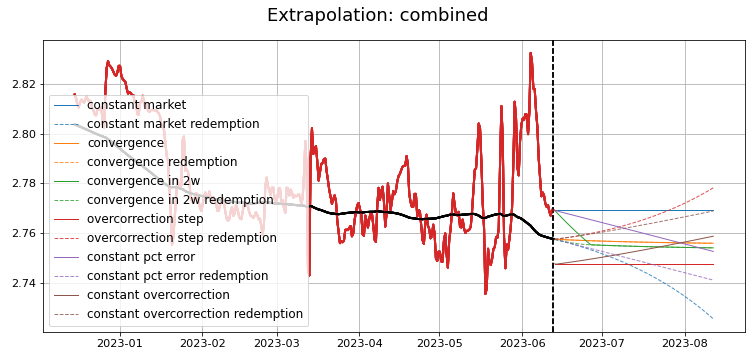 Extrapolation: combined
2.82
2.80
2.78
2.76
2.74
constant market
constant market redemption
convergence
convergence redemption
convergence in 2w
convergence in 2w redemption
overcorrection step
overcorrection step redemption
constant pct error
constant pct error redemption
constant overcorrection
constant overcorrection redemption
2023-01 2023-02 2023-03 2023-04 2023-05 2023-06 2023-07 2023-08